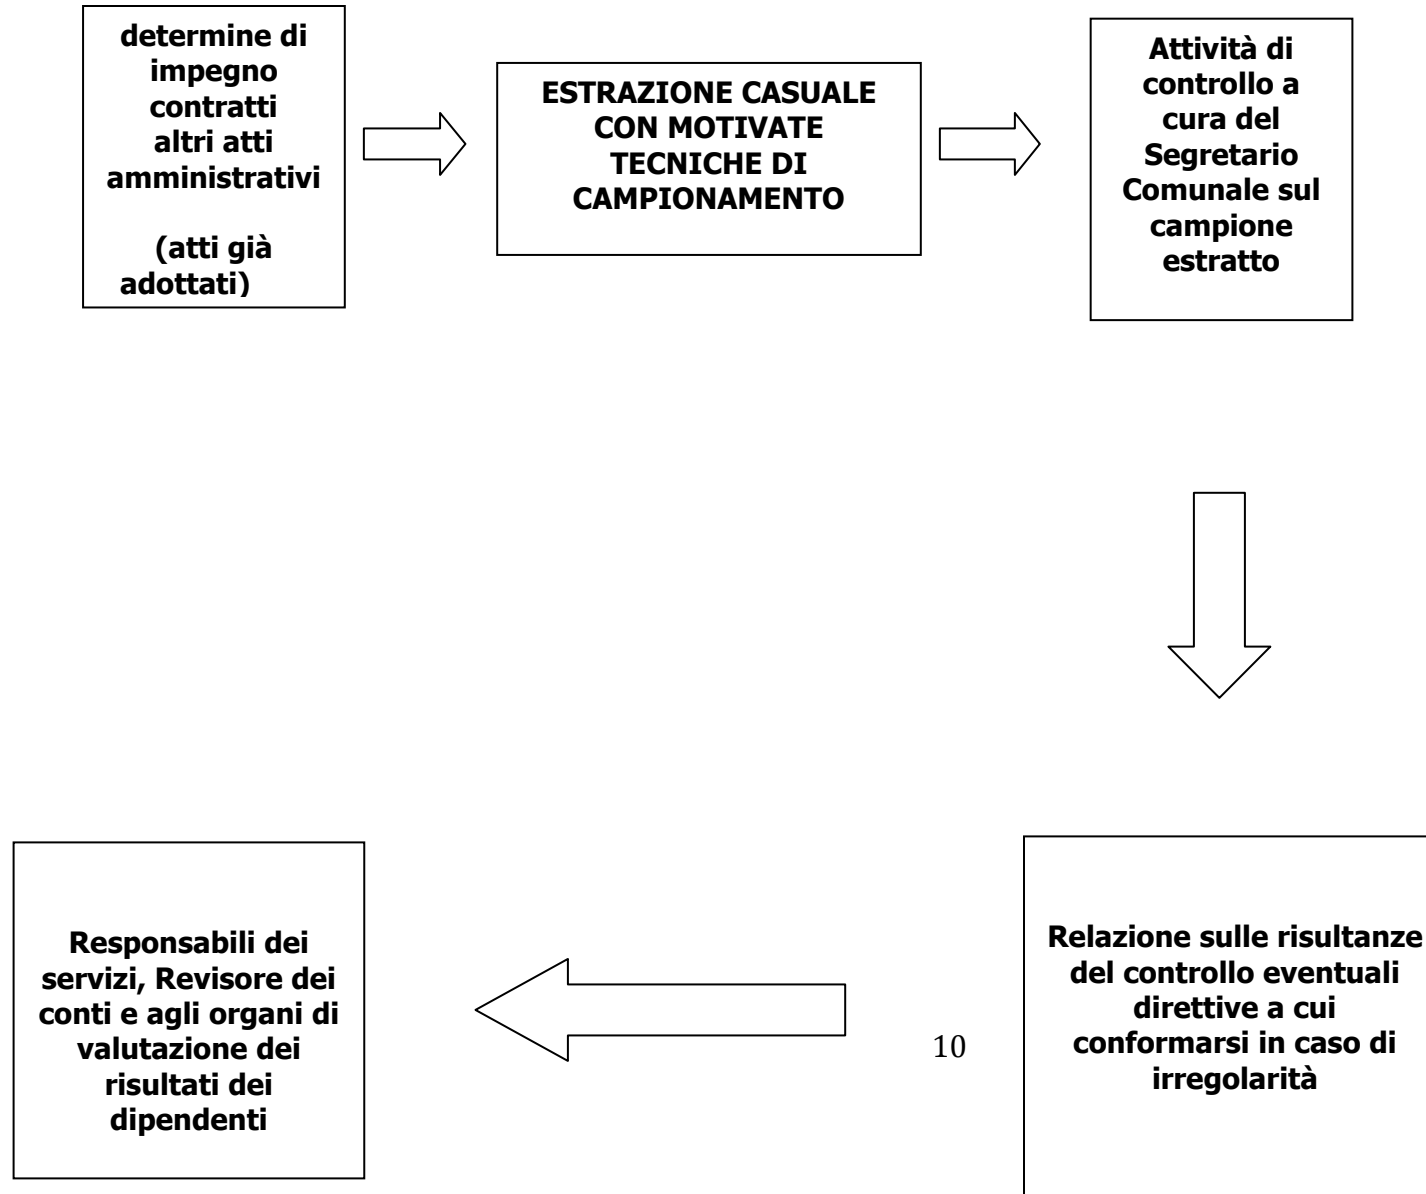 determine di
impegno
contratti
altri atti
amministrativi
(atti già
adottati)
ESTRAZIONE CASUALE
CON MOTIVATE
TECNICHE DI
CAMPIONAMENTO
Attività di
controllo a
cura del
Segretario
Comunale sul
campione
estratto
Relazione sulle risultanze
del controllo eventuali
direttive a cui
conformarsi in caso di
irregolarità
Responsabili dei
servizi, Revisore dei
conti e agli organi di
valutazione dei
risultati dei
dipendenti
10